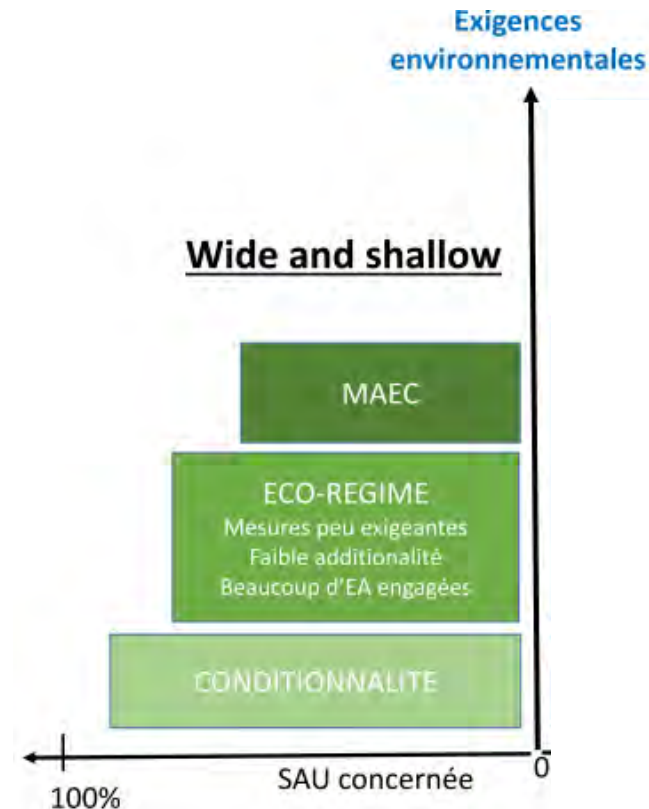 Exigences
environnementales
Wide and shallow
MAEC
ECO-REGIME
Mesures peu exigeantes
Faible additionalité
Beaucoup d'EA engagées
CONDITIONNALITE
SAU concernée
0
100%